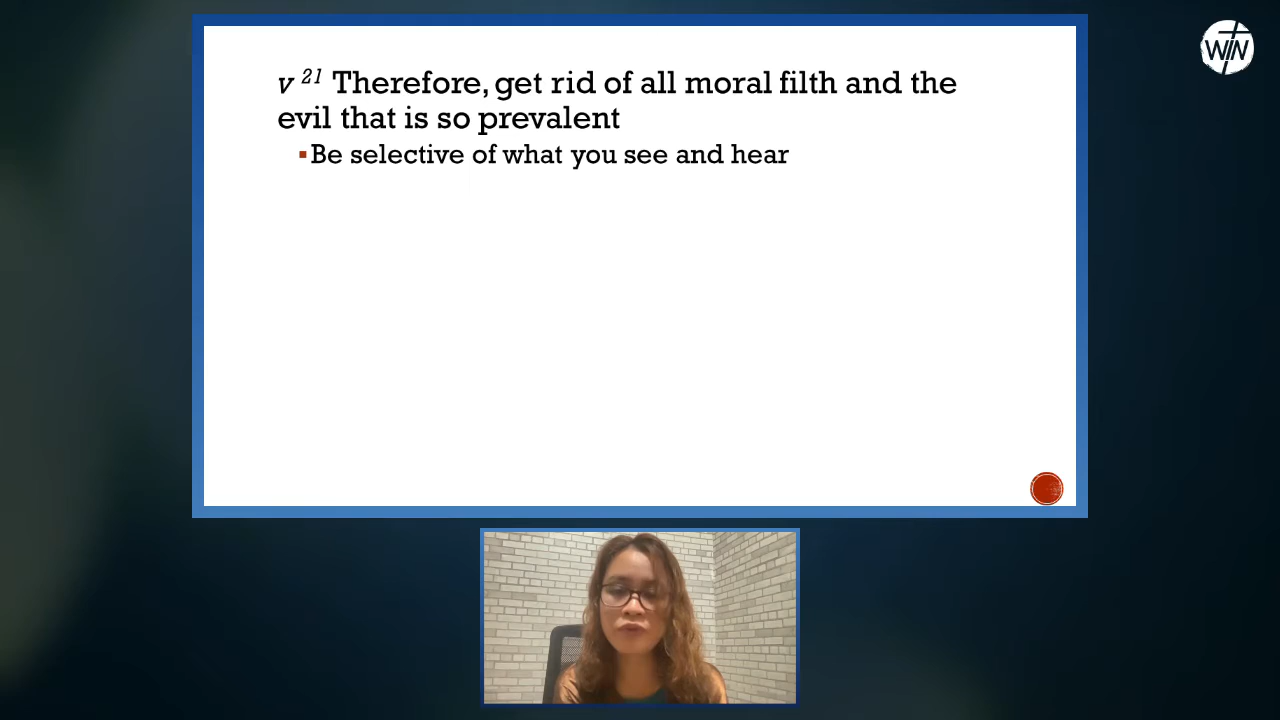 WIN
v 21 Therefore, get rid of all moral filth and the
evil that is so prevalent
▪Be selective of what you see and hear